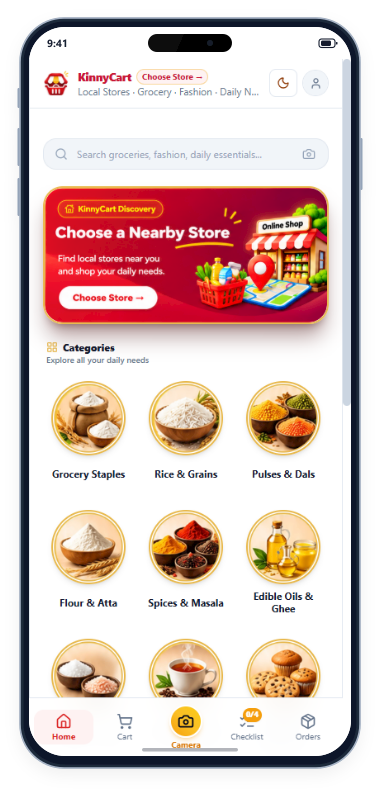 9:41
KinnyCart Choose Store →
Local Stores · Grocery · Fashion · Daily N...
Search groceries, fashion, daily essentials...
KinnyCart Discovery
Choose a Nearby Store
Online Shop
Find local stores near you
and shop your daily needs.
Choose Store →
Categories
Explore all your daily needs
Grocery Staples
Rice & Grains
Pulses & Dals
Flour & Atta
Spices & Masala
Edible Oils &
Ghee
Home
Cart
Camera
0/4
Checklist
Orders